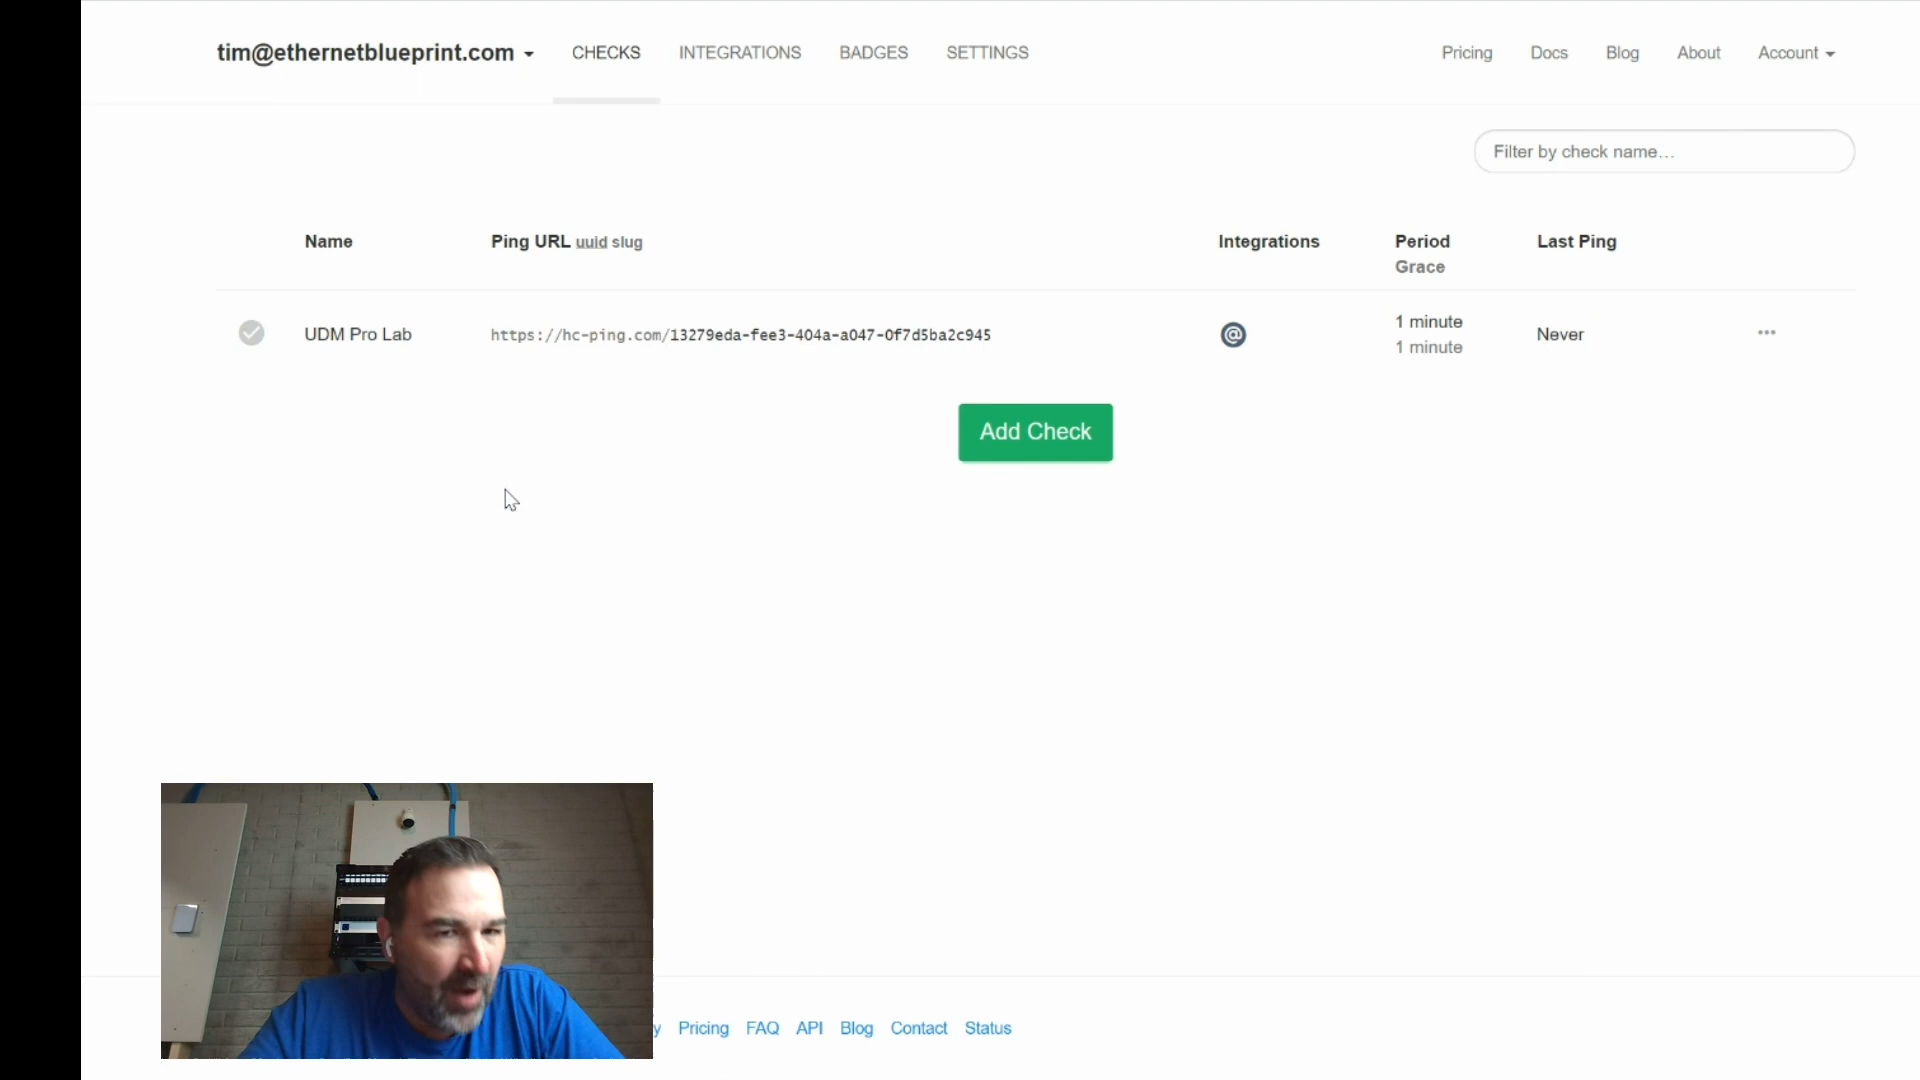 tim@ethernetblueprint.com CHECKS INTEGRATIONS BADGES SETTINGS Pricing Docs Blog About Account
Filter by check name...
Name Ping URL uuid slug Integrations Period Last Ping
Grace
UDM Pro Lab https://hc-ping.com/13279eda-fee3-404a-a047-0f7d5ba2c945 @ 1 minute Never
1 minute
Add Check
y Pricing FAQ API Blog Contact Status